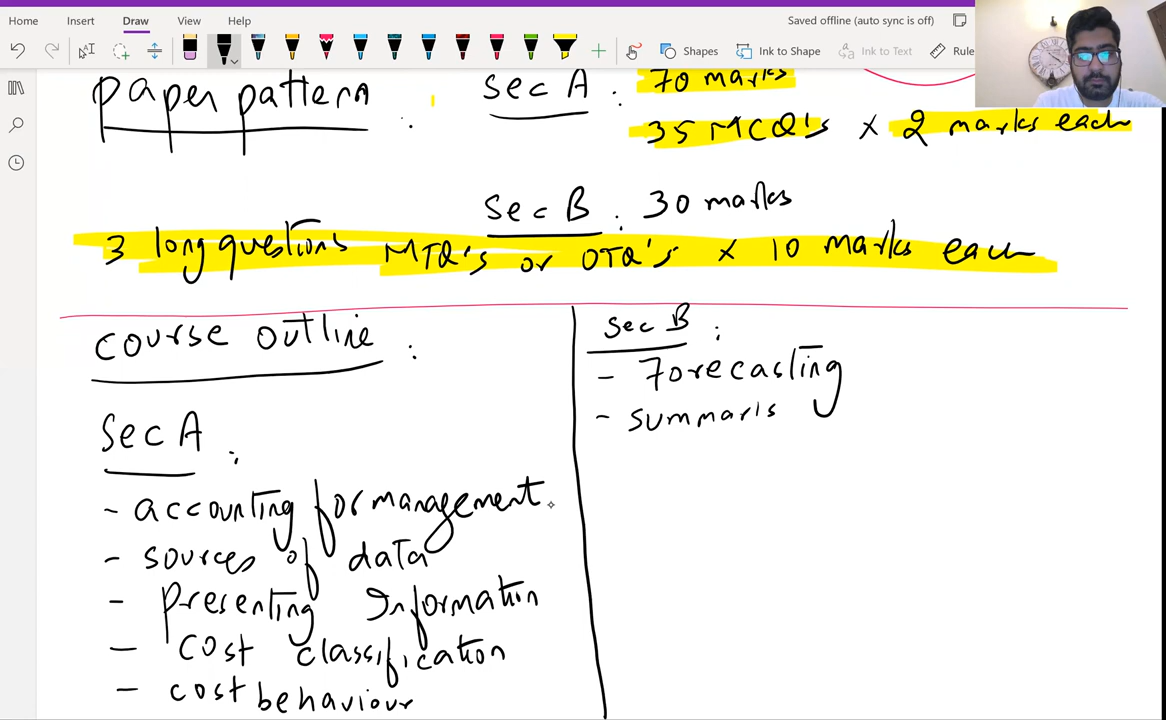 Home Insert Draw View Help
Saved offline (auto sync is off)
Shapes Ink to Shape Ink to Text Rule
paper pattern . sec A : 70 marks
35 MCQ's x 2 marks each
sec B : 30 marks
3 long questions MTQ's or OTQ's x 10 marks each
course outline :
Sec A :
- accounting for management
- sources of data
- Presenting Information
- cost classification
- cost behaviour
sec B :
- Forecasting
- summaris